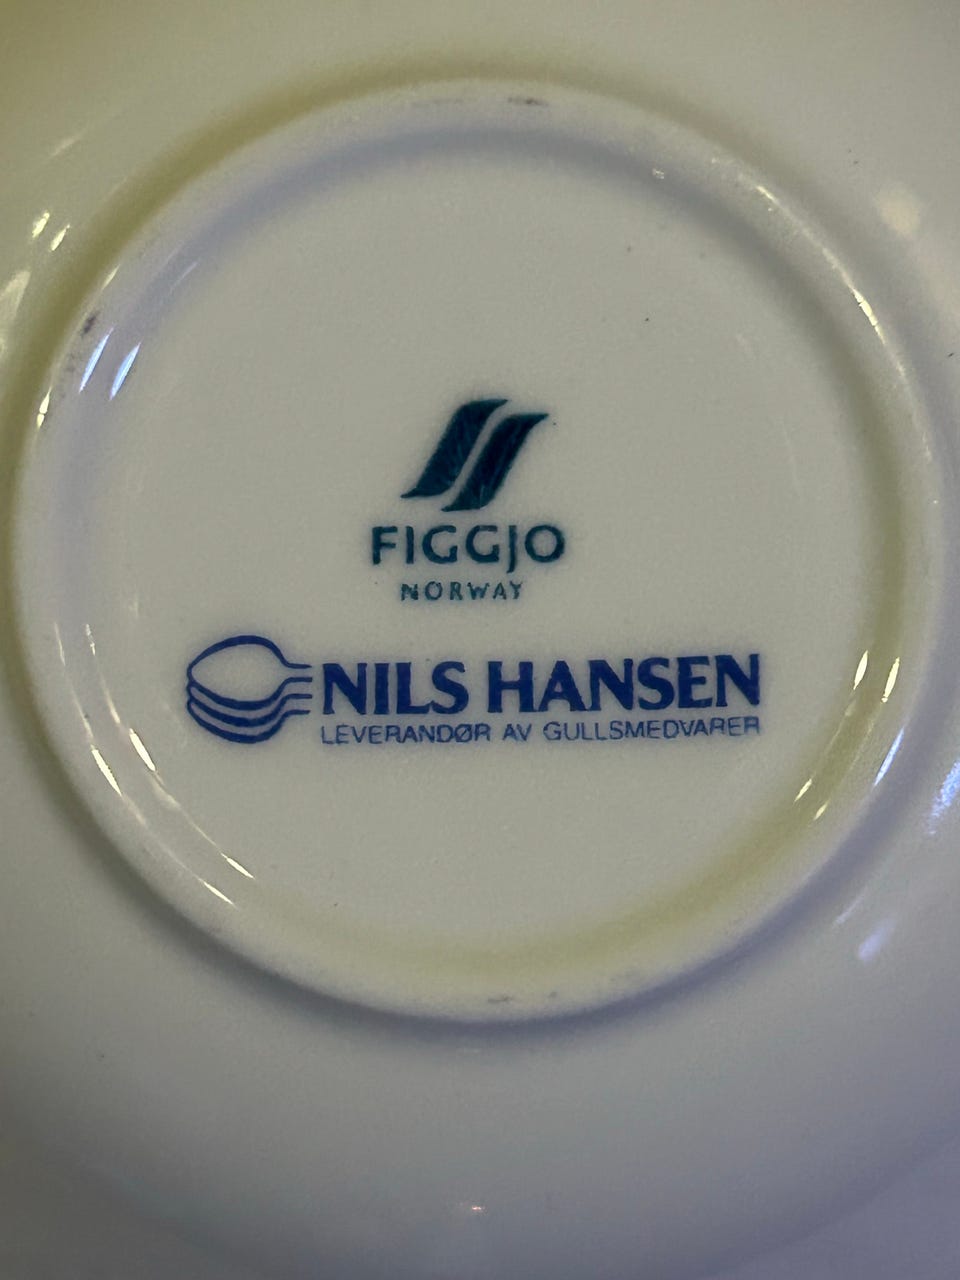 FIGGJO
NORWAY
NILS HANSEN
LEVERANDØR AV GULLSMEDVARER